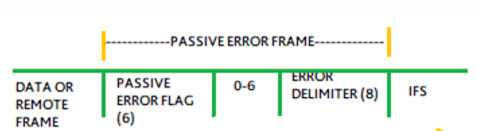 |------------PASSIVE ERROR FRAME-------------|
DATA OR
REMOTE
FRAME
PASSIVE
ERROR FLAG
(6)
0-6
ERROR
DELIMITER (8)
IFS